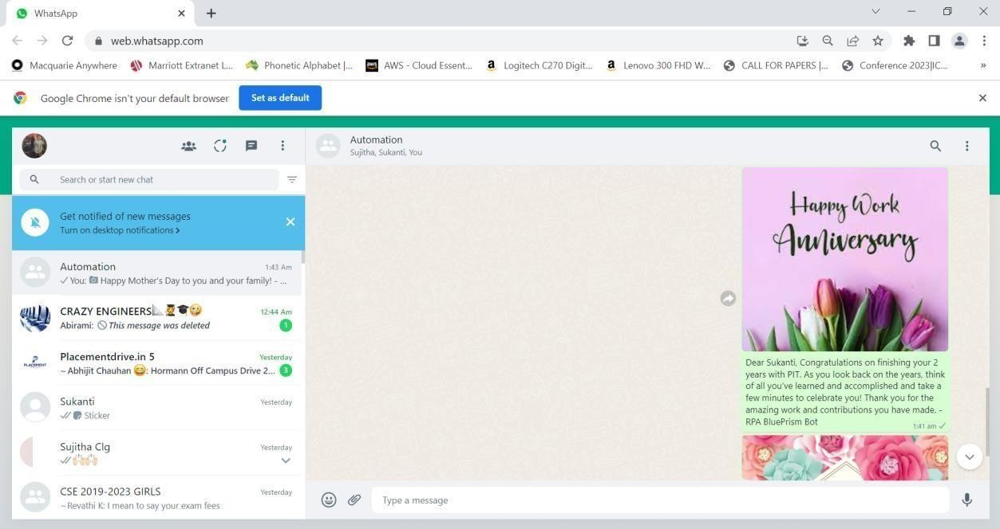 WhatsApp
web.whatsapp.com
Macquarie Anywhere
Marriott Extranet L...
Phonetic Alphabet |...
aws
AWS - Cloud Essent...
Logitech C270 Digit...
Lenovo 300 FHD W...
CALL FOR PAPERS |...
Conference 2023|IC...
Google Chrome isn't your default browser
Set as default
Search or start new chat
Get notified of new messages
Turn on desktop notifications
Automation
1:43 Am
You: Happy Mother's Day to you and your family! - ...
CRAZY ENGINEERS
12:44 Am
Abirami: This message was deleted
1
Placementdrive.in 5
Yesterday
PLACEMENT
~ Abhijit Chauhan 😄: Hormann Off Campus Drive 2...
3
Sukanti
Yesterday
Sticker
Sujitha Clg
Yesterday
CSE 2019-2023 GIRLS
Yesterday
~ Revathi K: I mean to say your exam fees
Automation
Sujitha, Sukanti, You
Happy Work
Anniversary
Dear Sukanti, Congratulations on finishing your 2
years with PIT. As you look back on the years, think
of all you've learned and accomplished and take a
few minutes to celebrate you! Thank you for the
amazing work and contributions you have made. -
RPA BluePrism Bot
1:41 am
Type a message